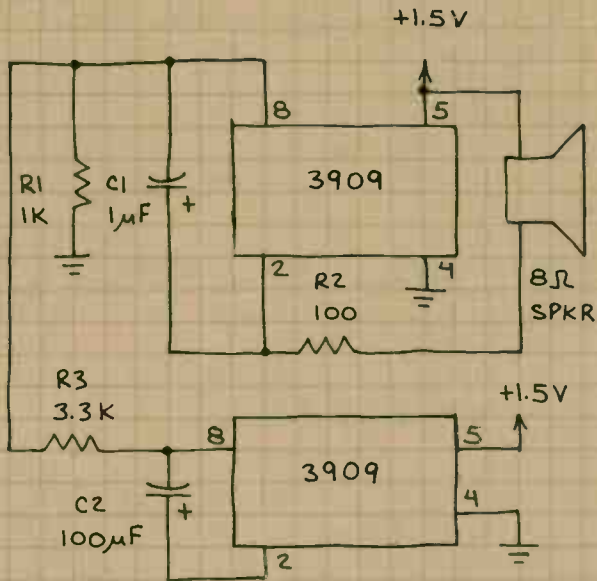 +1.5V
8
5
R1
1K
C1
1µF
+
3909
2
4
R2
100
8Ω
SPKR
R3
3.3K
+1.5V
8
5
3909
4
C2
100µF
+
2